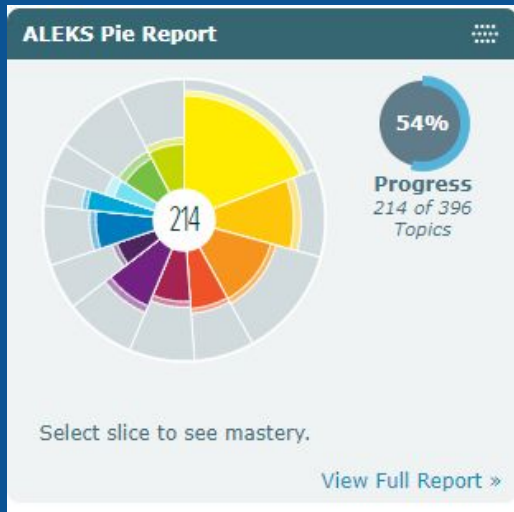 ALEKS Pie Report
54%
Progress
214 of 396
Topics
214
Select slice to see mastery.
View Full Report »